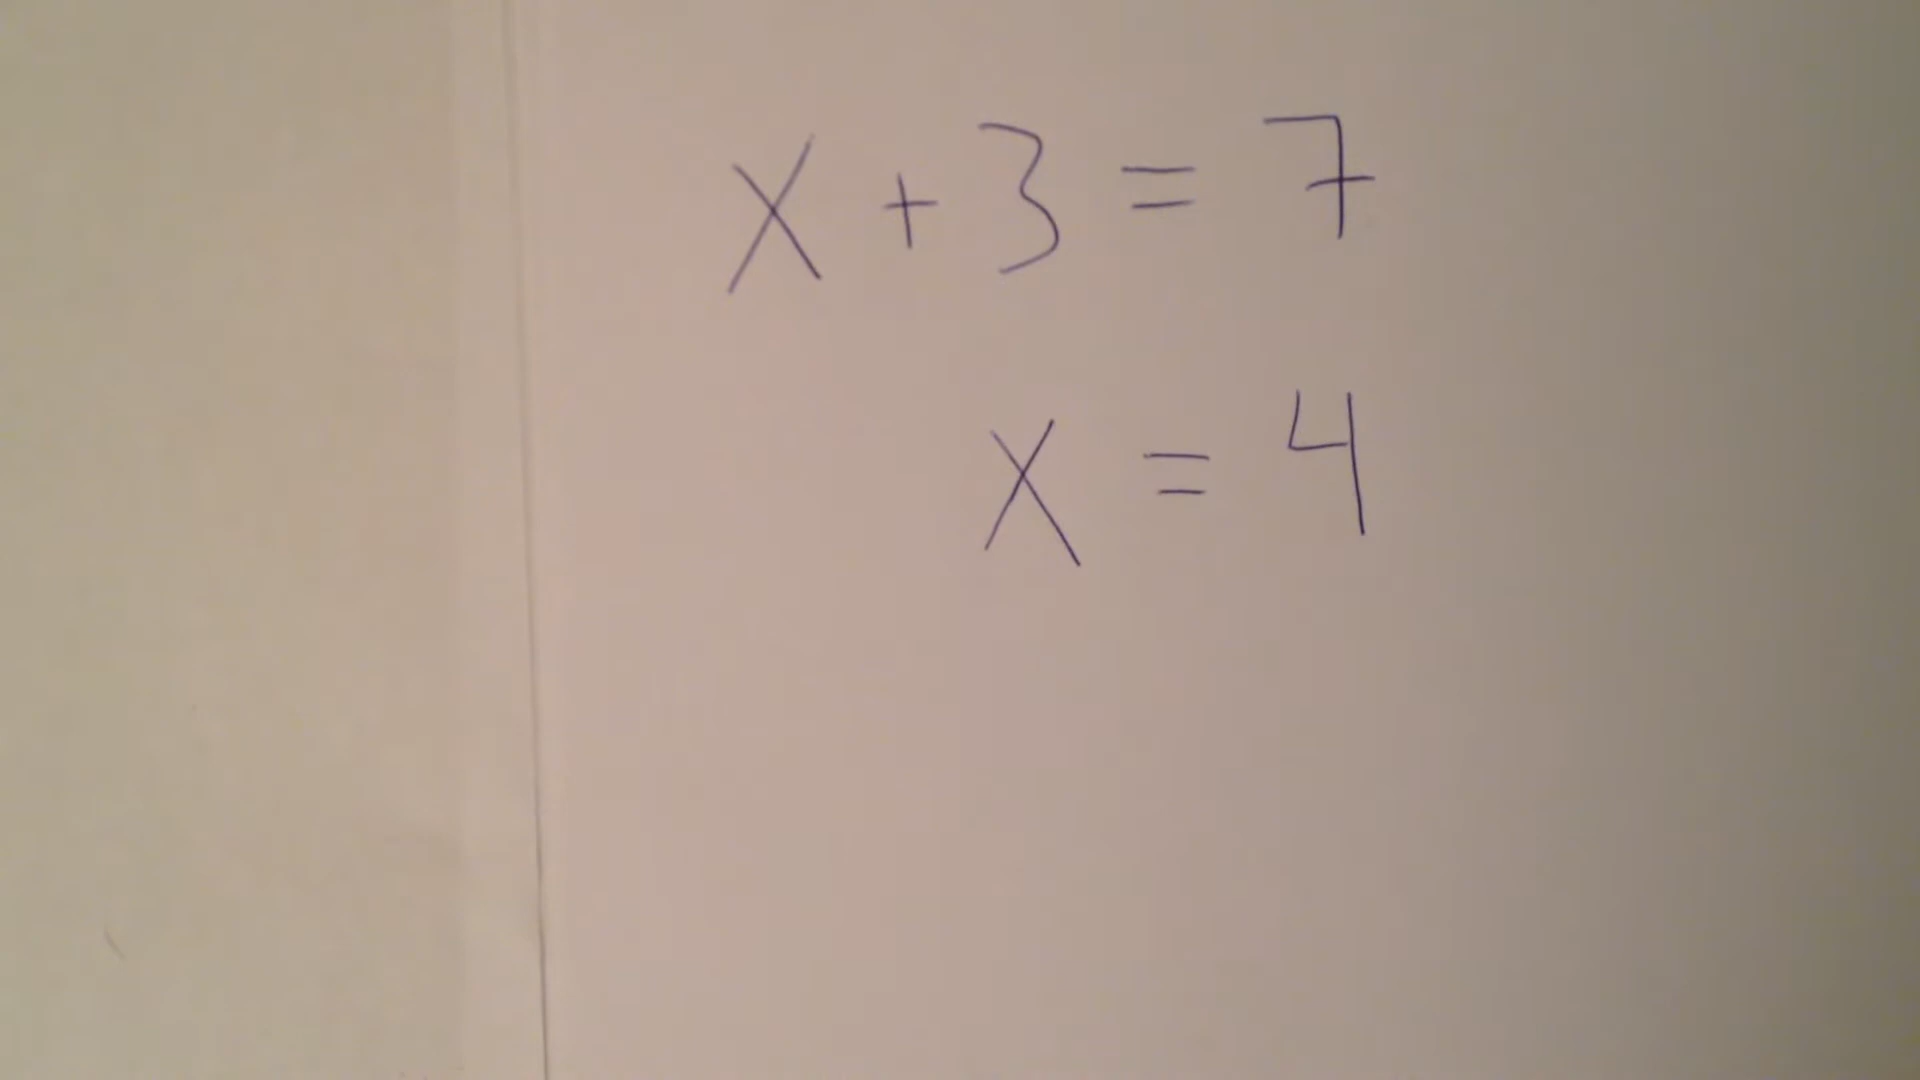 x + 3 = 7
x = 4